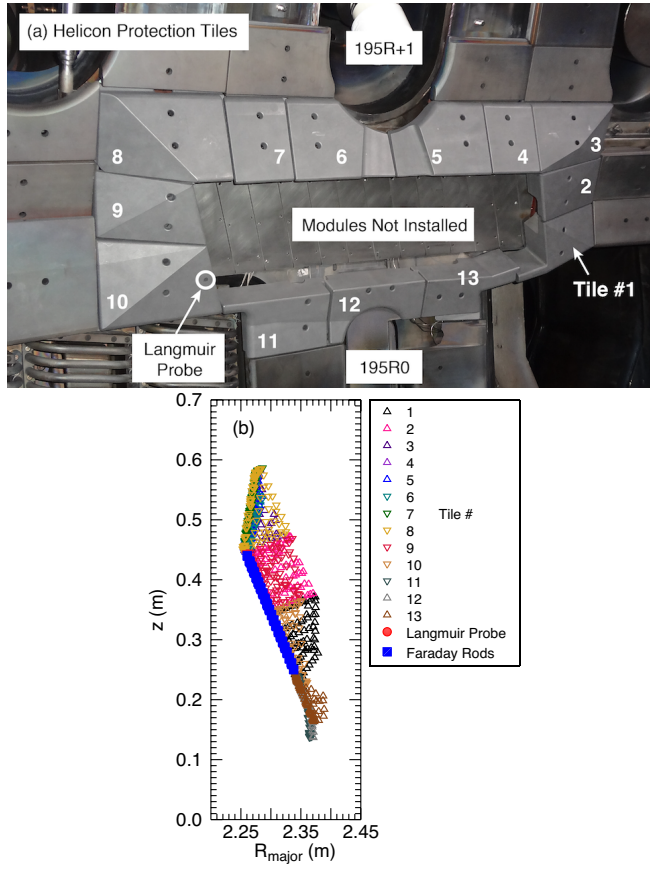 (a) Helicon Protection Tiles
195R+1
8
7
6
5
4
3
9
2
Modules Not Installed
10
13
Tile #1
12
Langmuir
Probe
11
195R0
0.7
0.6
0.5
0.4
0.3
0.2
0.1
0.0
z (m)
(b)
2.25
2.35
2.45
Rmajor (m)
1
2
3
4
5
6
7
Tile #
8
9
10
11
12
13
Langmuir Probe
Faraday Rods